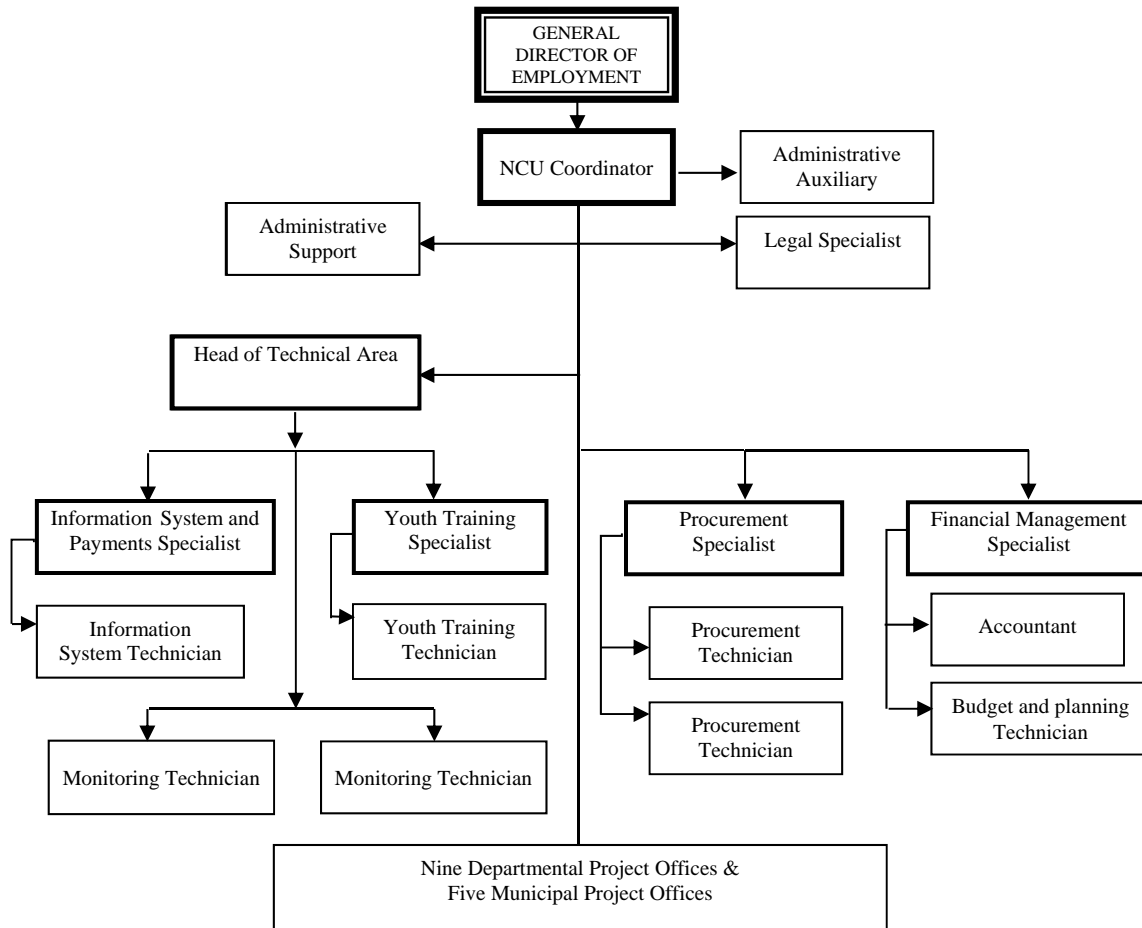 GENERAL
DIRECTOR OF
EMPLOYMENT
NCU Coordinator
Administrative
Auxiliary
Administrative
Support
Legal Specialist
Head of Technical Area
Information System and
Payments Specialist
Youth Training
Specialist
Procurement
Specialist
Financial Management
Specialist
Information
System Technician
Youth Training
Technician
Procurement
Technician
Accountant
Procurement
Technician
Budget and planning
Technician
Monitoring Technician
Monitoring Technician
Nine Departmental Project Offices &
Five Municipal Project Offices